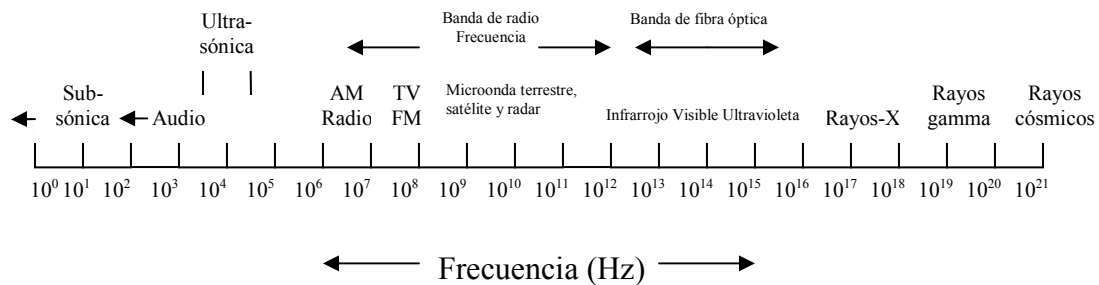 Ultra-
sónica
Banda de radio
Frecuencia
Banda de fibra óptica
Sub-
sónica
Audio
AM
Radio
TV
FM
Microonda terrestre,
satélite y radar
Infrarrojo Visible Ultravioleta
Rayos-X
Rayos
gamma
Rayos
cósmicos
10⁰ 10¹ 10² 10³ 10⁴ 10⁵ 10⁶ 10⁷ 10⁸ 10⁹ 10¹⁰ 10¹¹ 10¹² 10¹³ 10¹⁴ 10¹⁵ 10¹⁶ 10¹⁷ 10¹⁸ 10¹⁹ 10²⁰ 10²¹
Frecuencia (Hz)